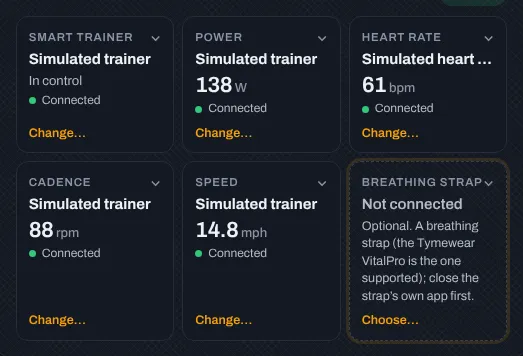 SMART TRAINER
Simulated trainer
In control
Connected
Change...
POWER
Simulated trainer
138 W
Connected
Change...
HEART RATE
Simulated heart ...
61 bpm
Connected
Change...
CADENCE
Simulated trainer
88 rpm
Connected
Change...
SPEED
Simulated trainer
14.8 mph
Connected
Change...
BREATHING STRAP
Not connected
Optional. A breathing
strap (the Tymewear
VitalPro is the one
supported); close the
strap's own app first.
Choose...